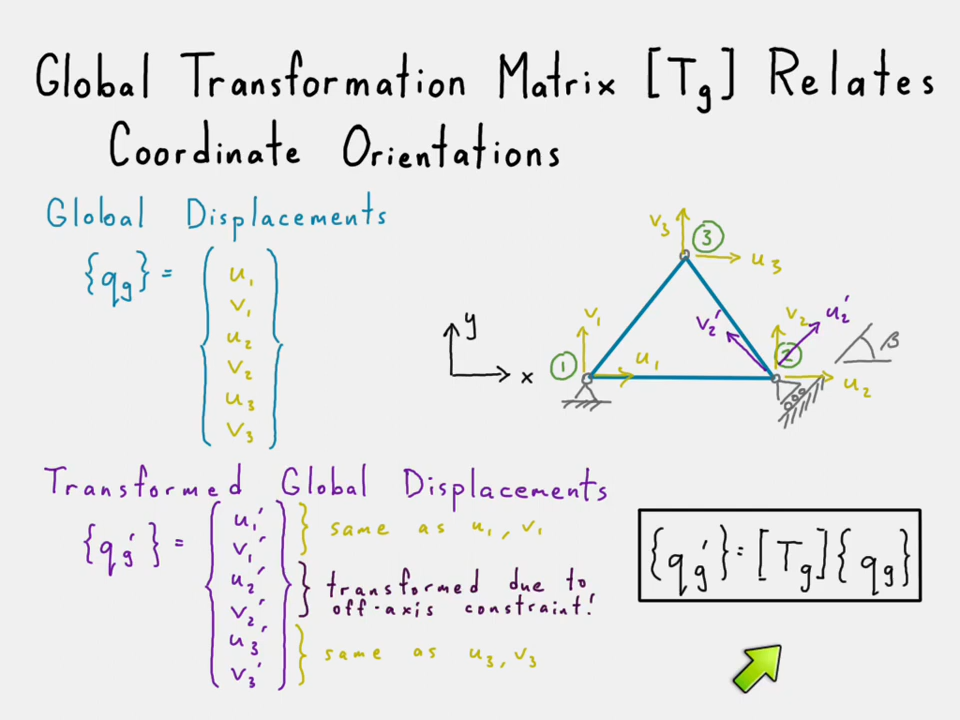 Global Transformation Matrix [Tg] Relates
Coordinate Orientations
Global Displacements
{qg} =
u1
v1
u2
v2
u3
v3
y
x
v3
3
u3
v1
1
u1
v2'
v2
u2'
2
u2
β
Transformed Global Displacements
{qg'} =
u1'
v1'
u2'
v2'
u3'
v3'
same as u1, v1
transformed due to
off-axis constraint!
same as u3, v3
{qg'} = [Tg]{qg}